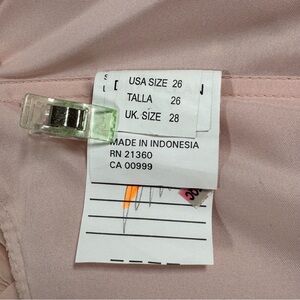 USA SIZE 26
TALLA 26
UK. SIZE 28
MADE IN INDONESIA
RN 21360
CA 00999